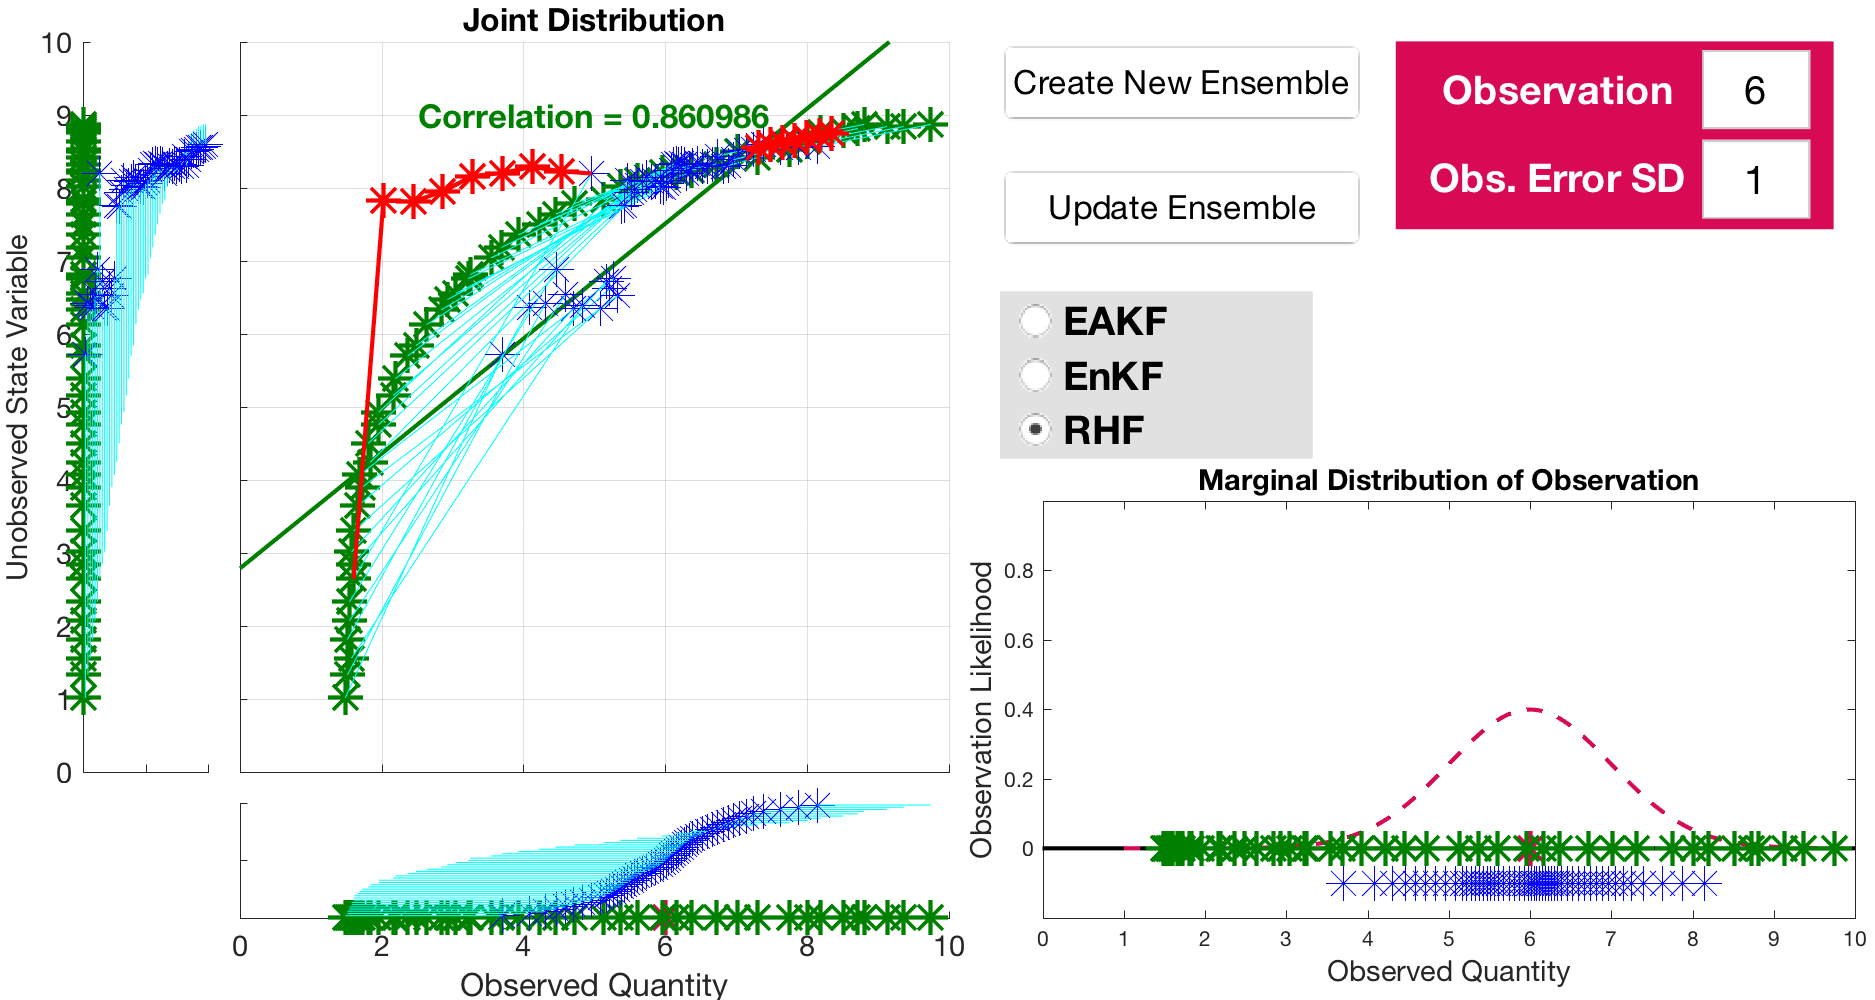 Joint Distribution
Correlation = 0.860986
Unobserved State Variable
10
9
8
7
6
5
4
3
2
1
0
0
2
4
6
8
10
Observed Quantity
Create New Ensemble
Update Ensemble
Observation
6
Obs. Error SD
1
EAKF
EnKF
RHF
Marginal Distribution of Observation
Observation Likelihood
0.8
0.6
0.4
0.2
0
0
1
2
3
4
5
6
7
8
9
10
Observed Quantity